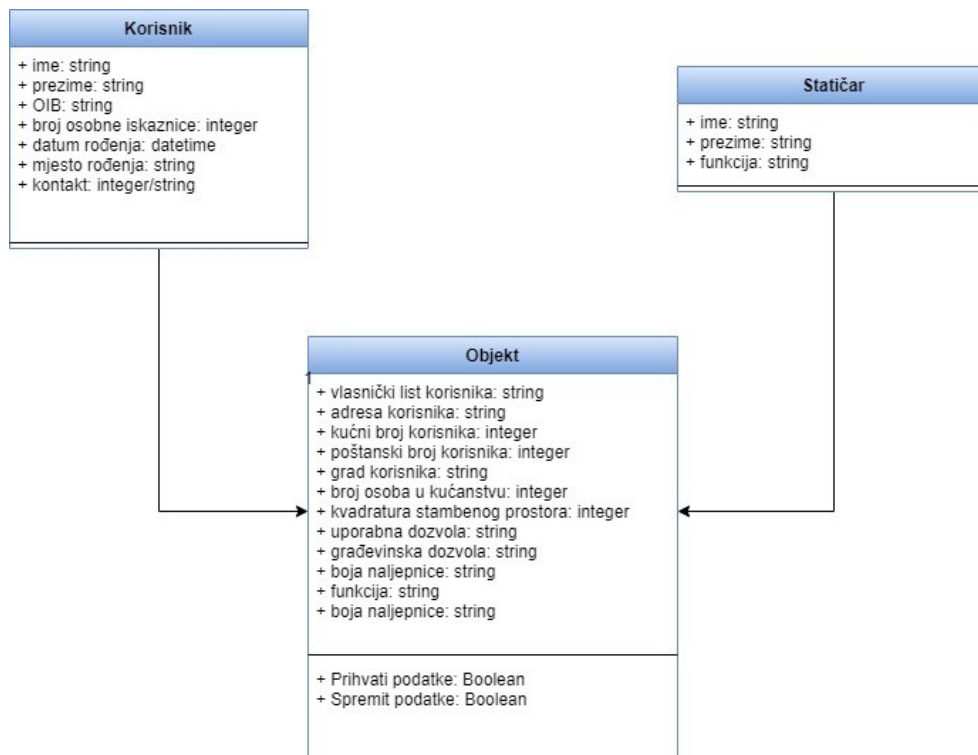 Korisnik
+ ime: string
+ prezime: string
+ OIB: string
+ broj osobne iskaznice: integer
+ datum rođenja: datetime
+ mjesto rođenja: string
+ kontakt: integer/string
Statičar
+ ime: string
+ prezime: string
+ funkcija: string
Objekt
1
+ vlasnički list korisnika: string
+ adresa korisnika: string
+ kućni broj korisnika: integer
+ poštanski broj korisnika: integer
+ grad korisnika: string
+ broj osoba u kućanstvu: integer
+ kvadratura stambenog prostora: integer
+ uporabna dozvola: string
+ građevinska dozvola: string
+ boja naljepnice: string
+ funkcija: string
+ boja naljepnice: string
+ Prihvati podatke: Boolean
+ Spremit podatke: Boolean